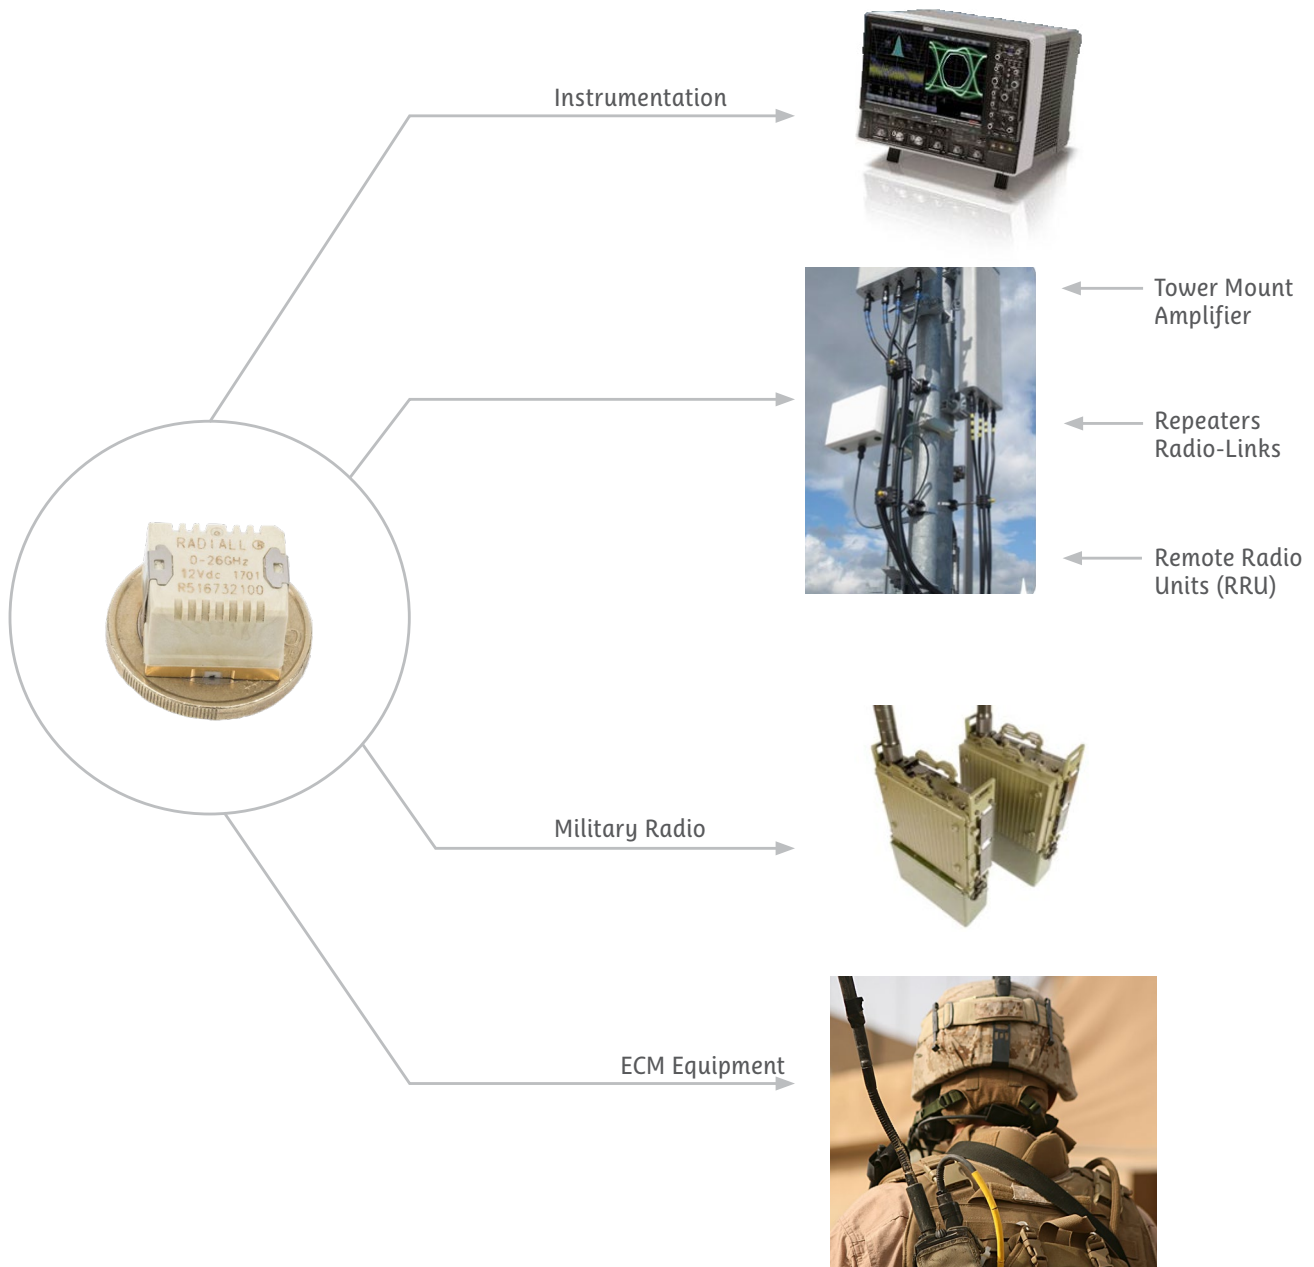 Instrumentation
Tower Mount
Amplifier
Repeaters
Radio-Links
RADIALL ®
0-26GHz
12Vdc 1701
R516732100
Remote Radio
Units (RRU)
Military Radio
ECM Equipment